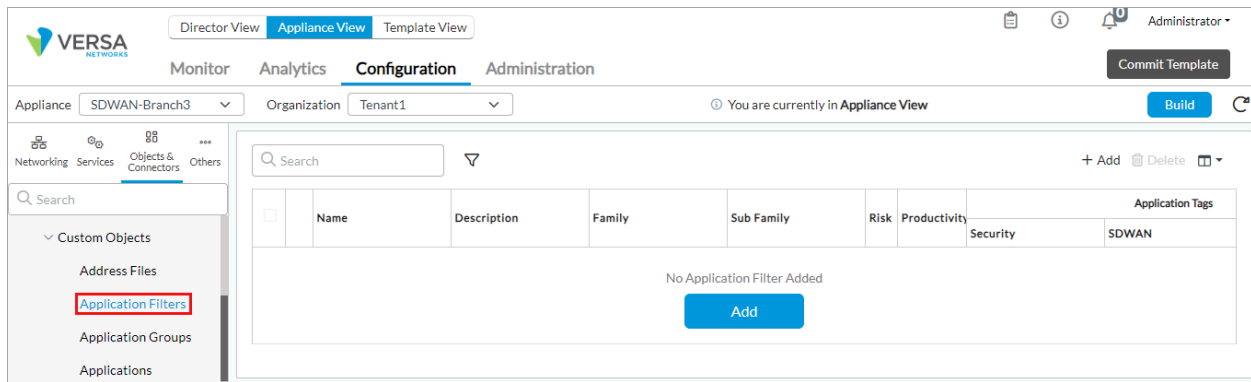 Director View Appliance View Template View 0 Administrator
VERSA
NETWORKS
Monitor Analytics Configuration Administration Commit Template
Appliance SDWAN-Branch3 Organization Tenant1 You are currently in Appliance View Build
Networking Services Objects & Connectors Others
Search
Custom Objects
Address Files
Application Filters
Application Groups
Applications
Search + Add Delete
Name Description Family Sub Family Risk Productivity Application Tags
Security SDWAN
No Application Filter Added
Add